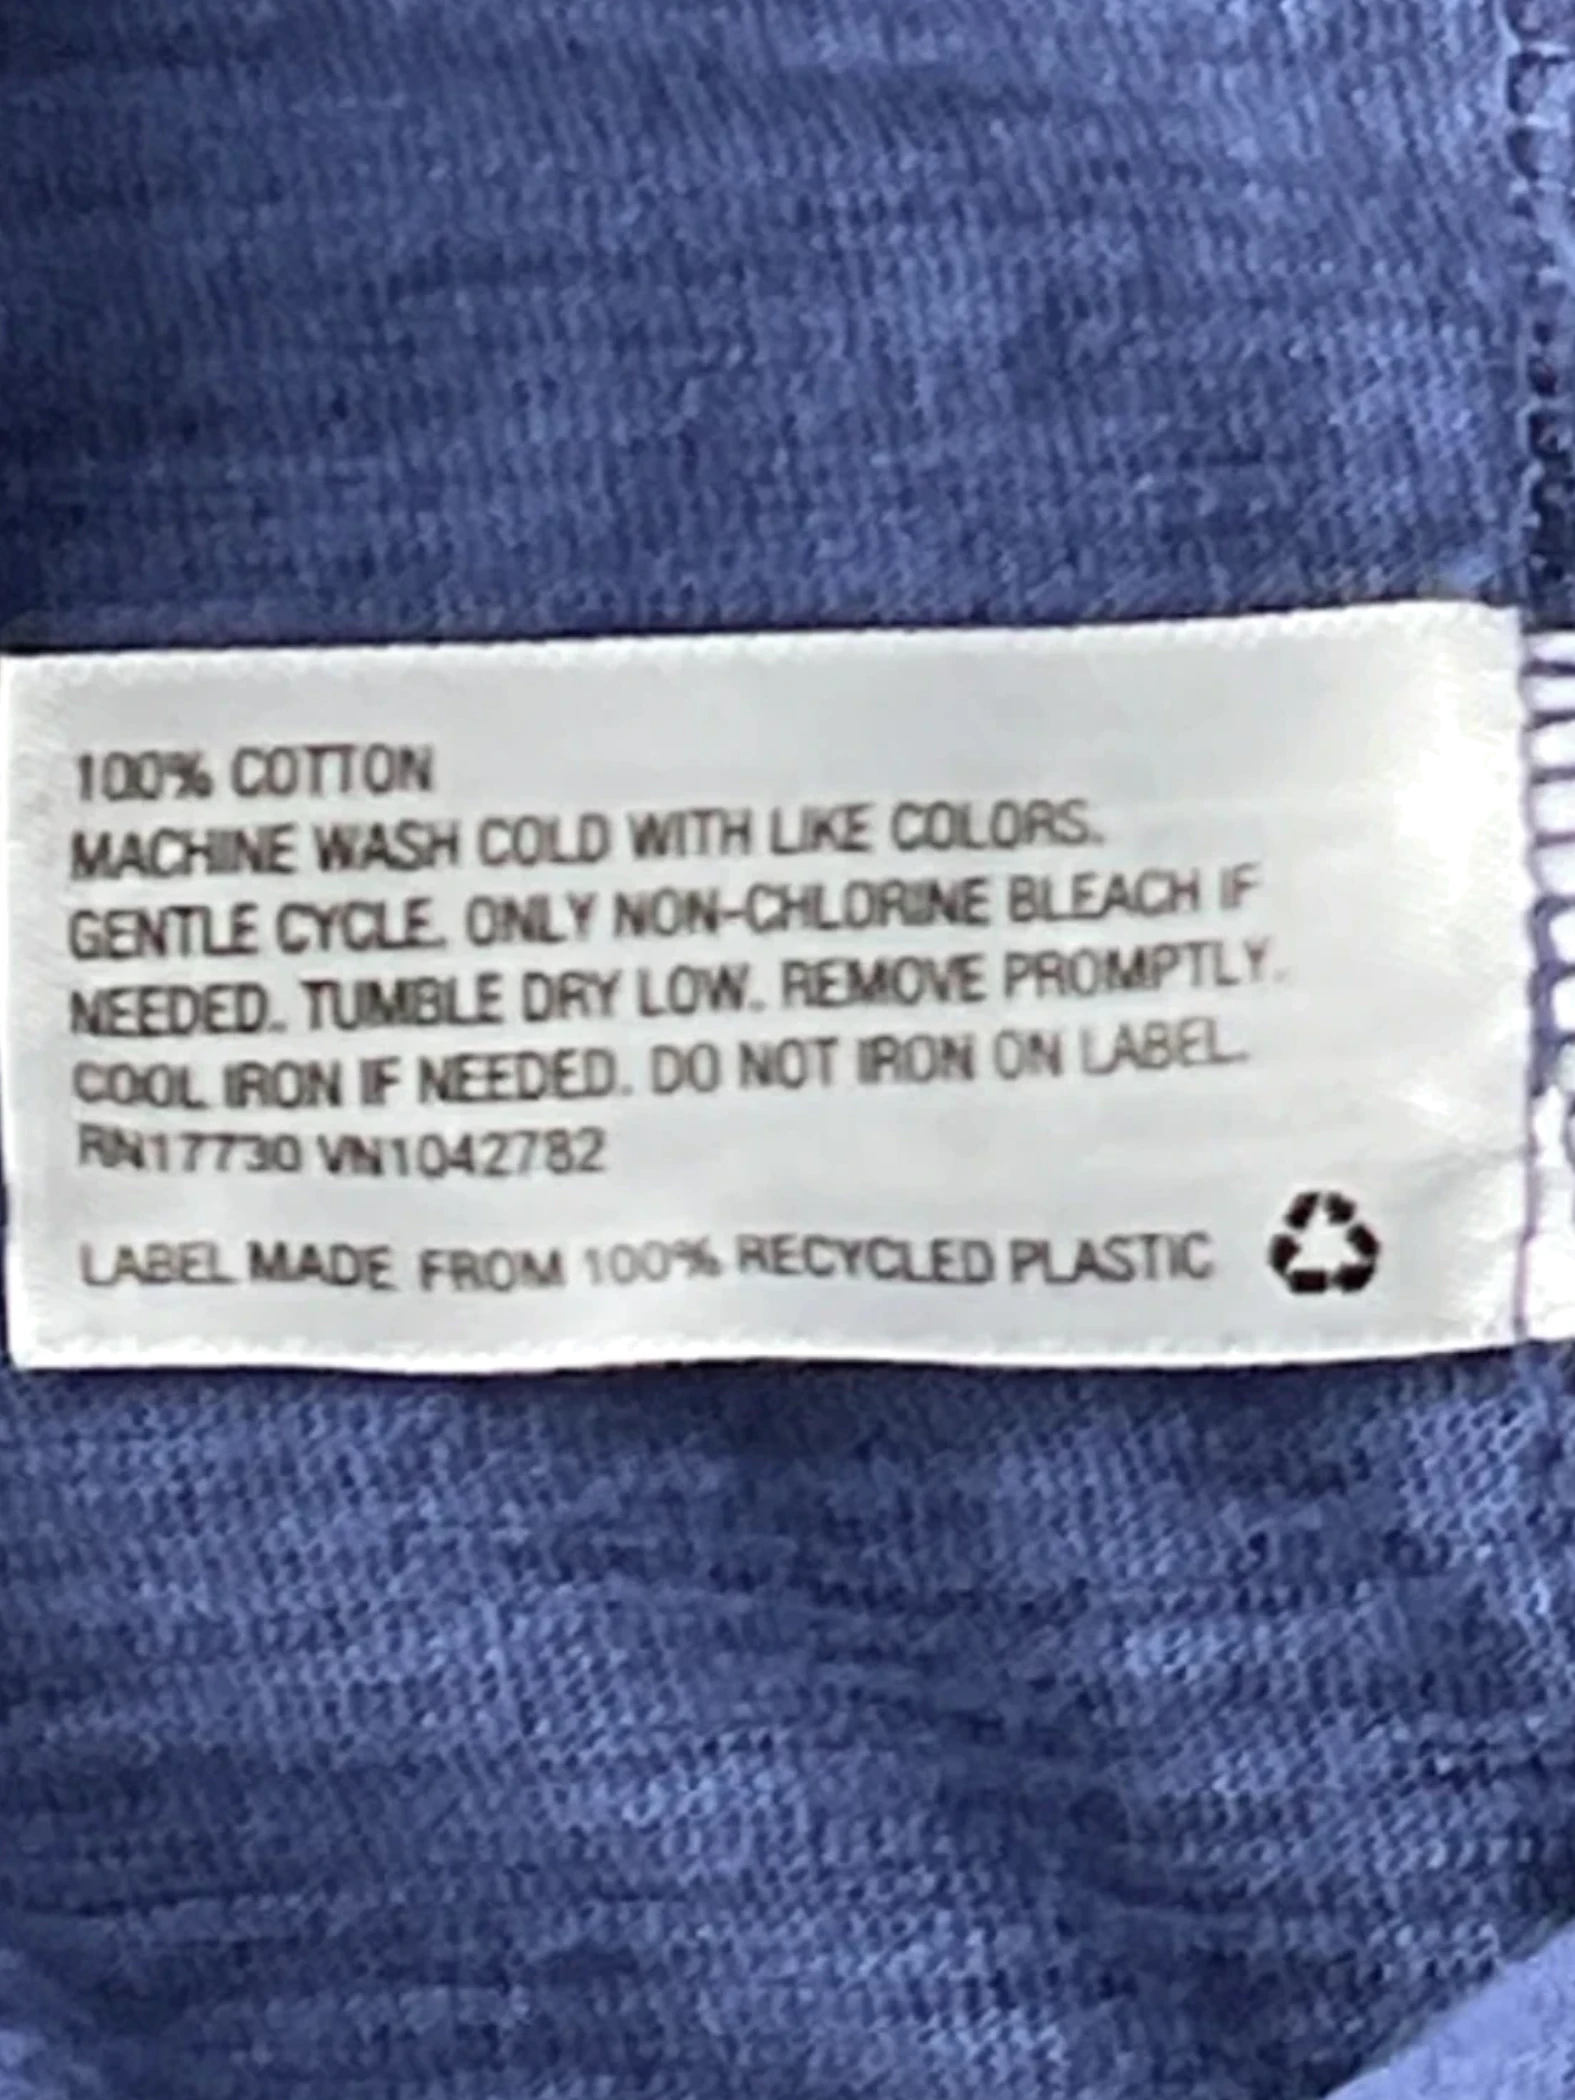 100% COTTON
MACHINE WASH COLD WITH LIKE COLORS.
GENTLE CYCLE. ONLY NON-CHLORINE BLEACH IF
NEEDED. TUMBLE DRY LOW. REMOVE PROMPTLY.
COOL IRON IF NEEDED. DO NOT IRON ON LABEL.
RN17730 VN1042782
LABEL MADE FROM 100% RECYCLED PLASTIC